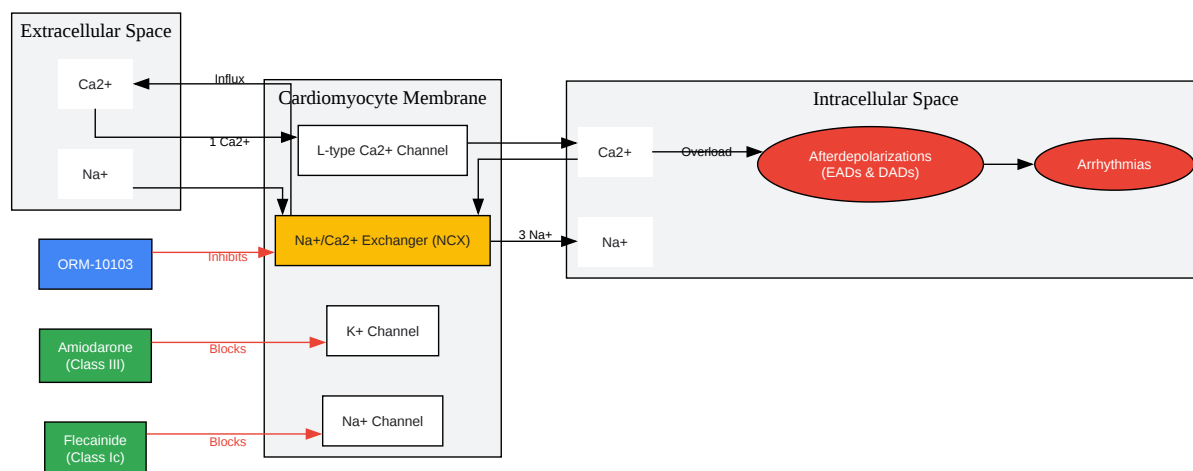 Extracellular Space
Ca2+
Na+
Influx
1 Ca2+
Cardiomyocyte Membrane
L-type Ca2+ Channel
Na+/Ca2+ Exchanger (NCX)
K+ Channel
Na+ Channel
3 Na+
Intracellular Space
Ca2+
Na+
Overload
Afterdepolarizations
(EADs & DADs)
Arrhythmias
ORM-10103
Inhibits
Amiodarone
(Class III)
Blocks
Flecainide
(Class Ic)
Blocks